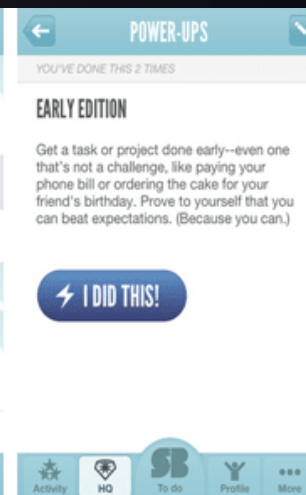 POWER-UPS
YOU'VE DONE THIS 2 TIMES
EARLY EDITION
Get a task or project done early--even one
that's not a challenge, like paying your
phone bill or ordering the cake for your
friend's birthday. Prove to yourself that you
can beat expectations. (Because you can.)
I DID THIS!
SB
Activity HQ To do Profile More